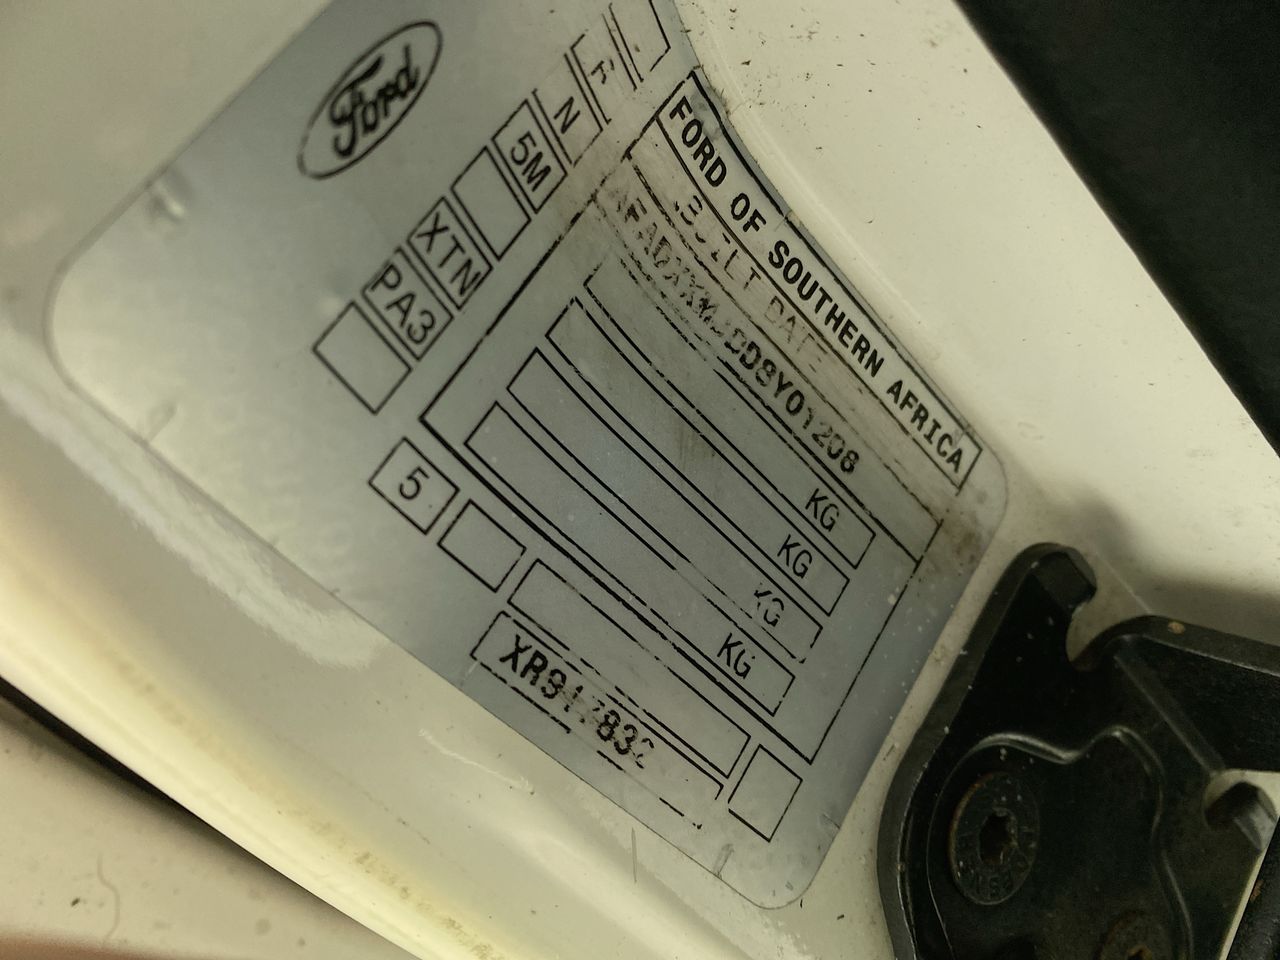 Ford
PA3 XTN 5M N F
FORD OF SOUTHERN AFRICA
BUILT DATE
KG
KG
KG
KG
5